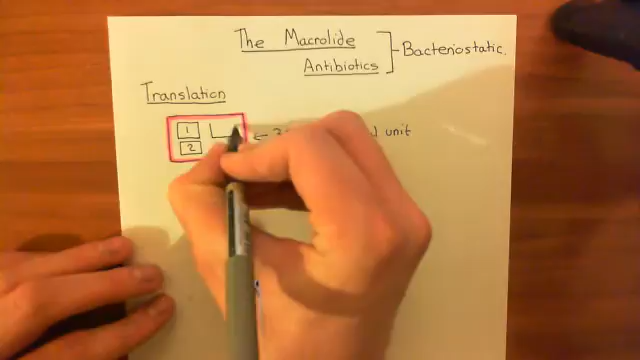 The Macrolide
Antibiotics
Bacteriostatic.
Translation
1
2
unit